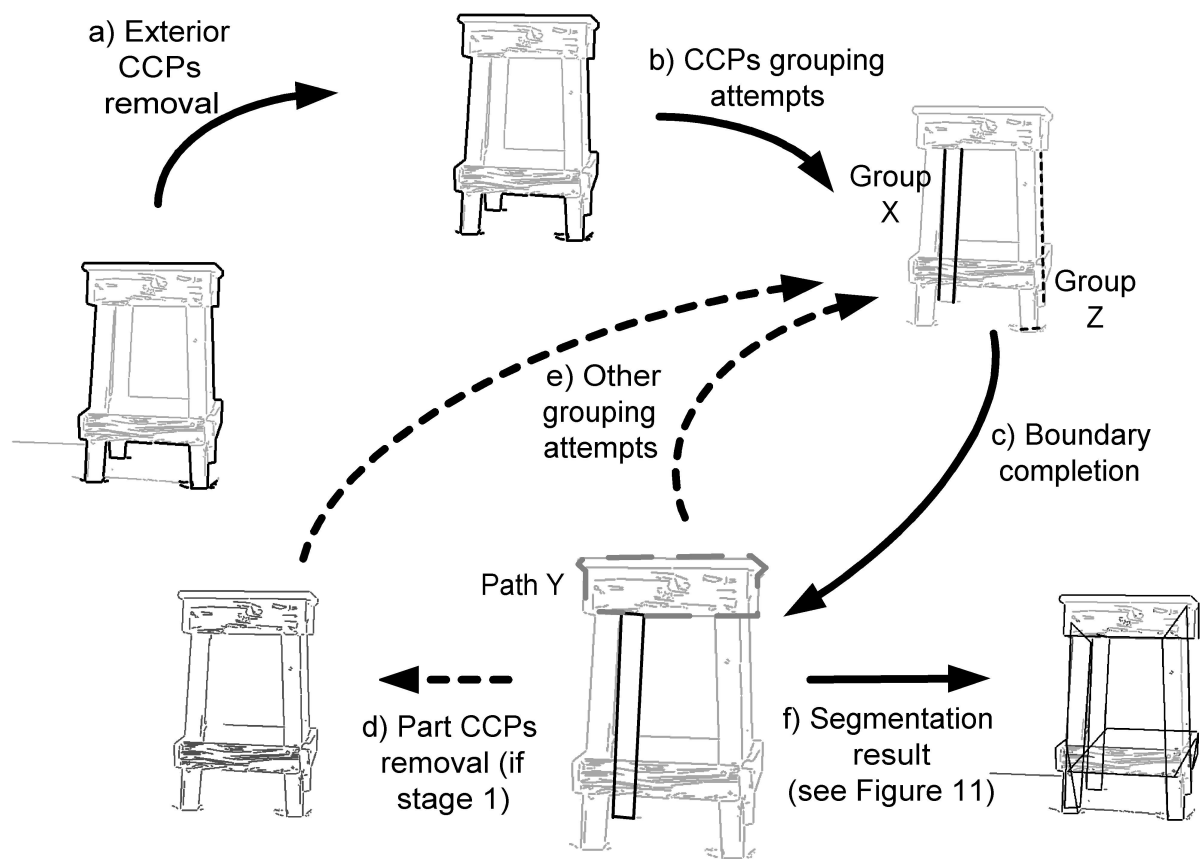 a) Exterior
CCPs
removal
b) CCPs grouping
attempts
Group
X
Group
Z
e) Other
grouping
attempts
c) Boundary
completion
Path Y
d) Part CCPs
removal (if
stage 1)
f) Segmentation
result
(see Figure 11)